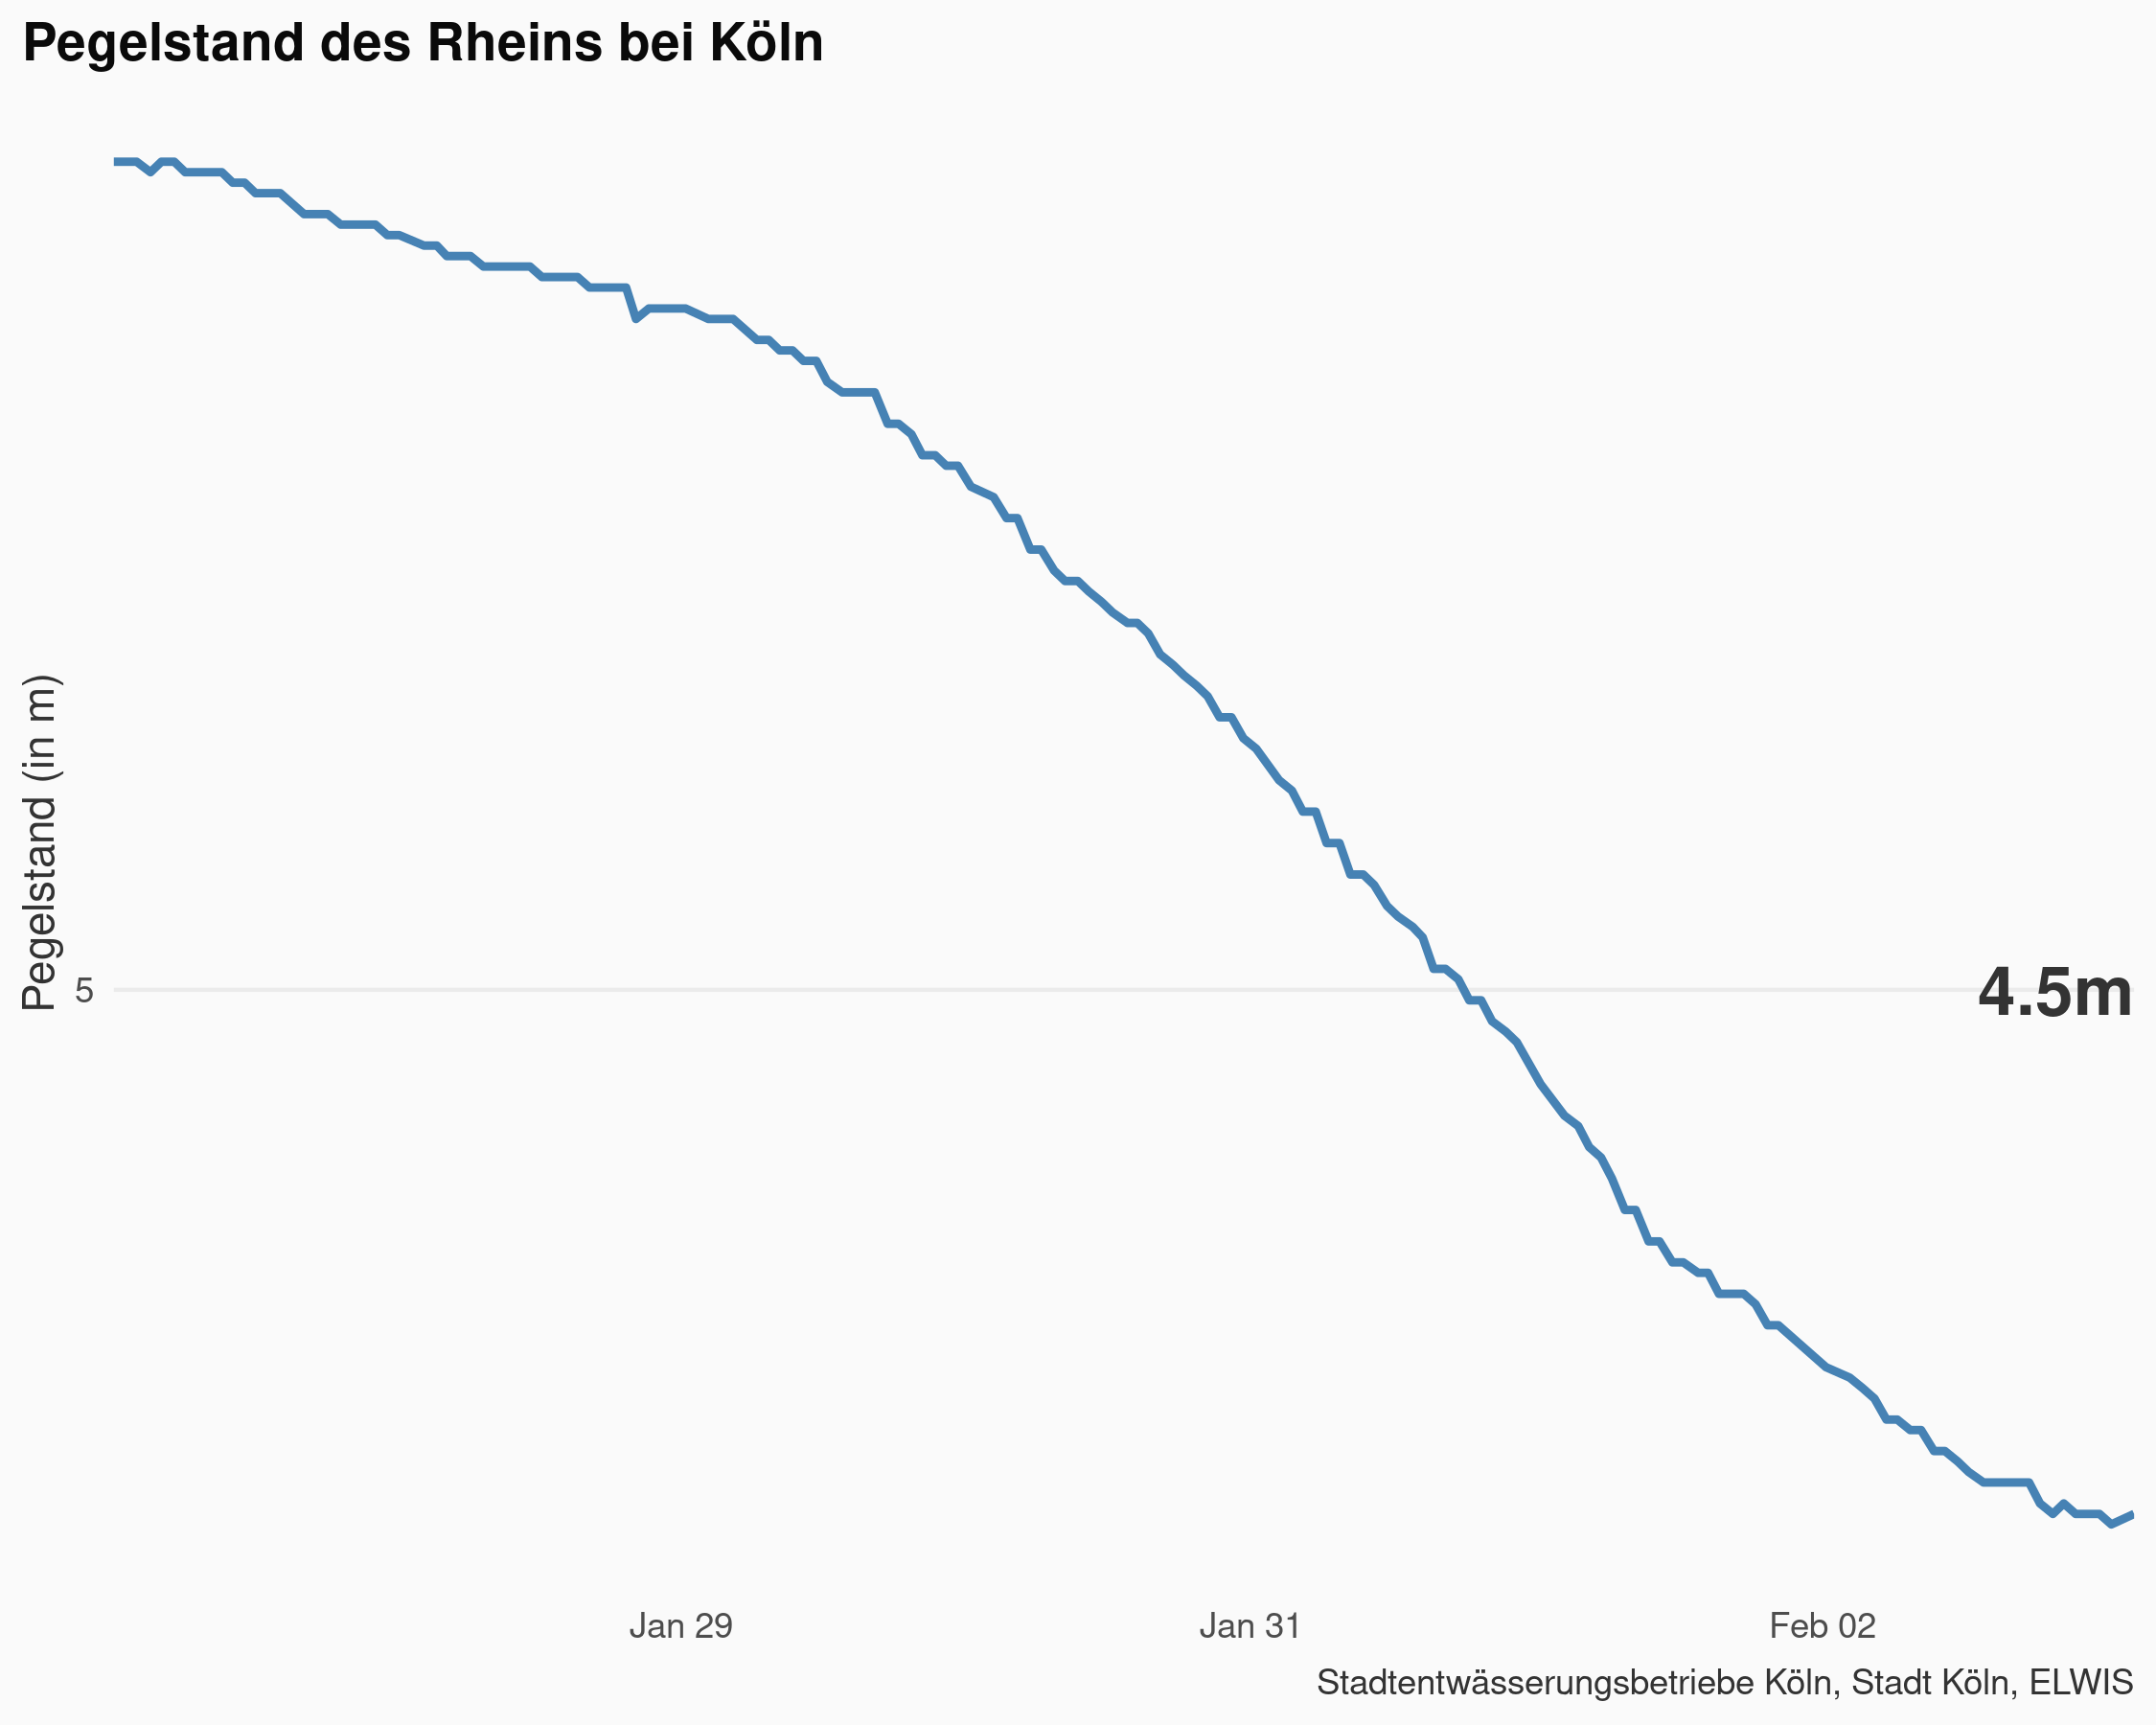 Pegelstand des Rheins bei Köln
Pegelstand (in m)
5
4.5m
Jan 29
Jan 31
Feb 02
Stadtentwässerungsbetriebe Köln, Stadt Köln, ELWIS